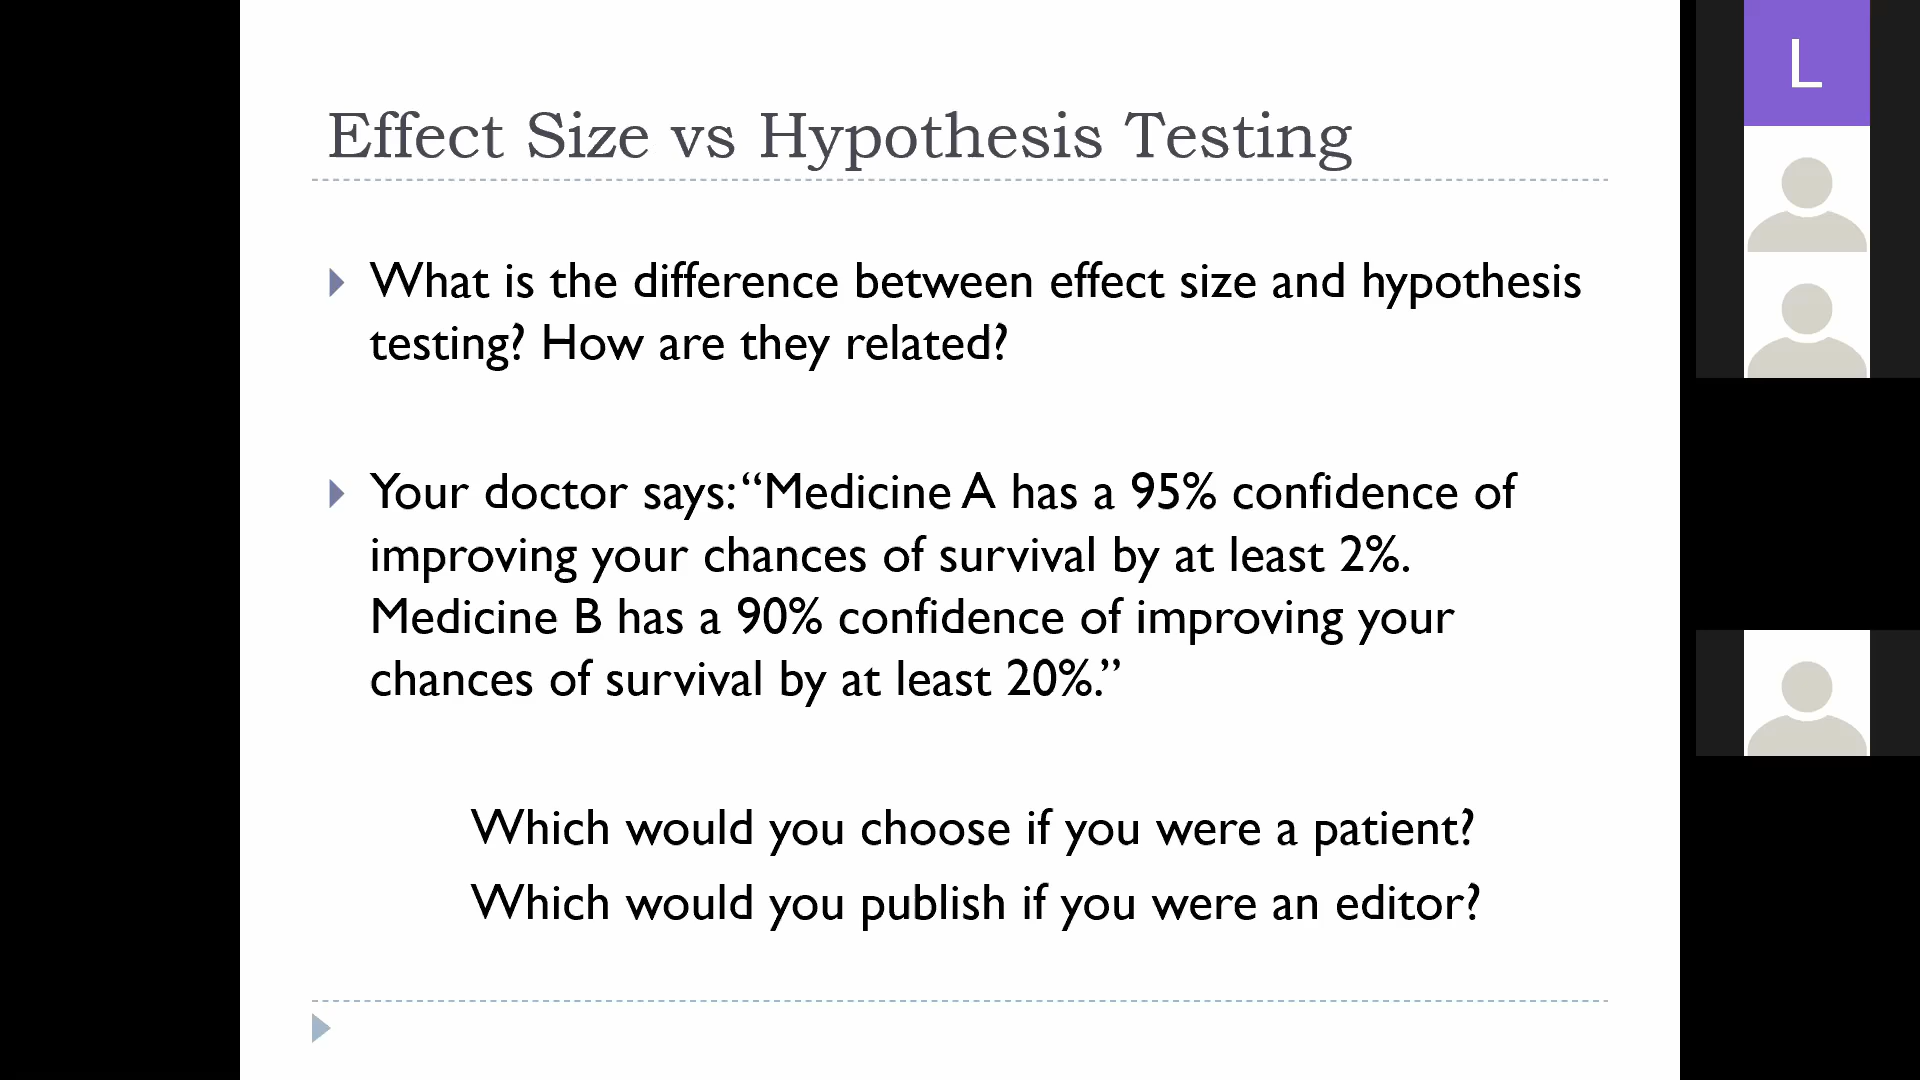 Effect Size vs Hypothesis Testing
What is the difference between effect size and hypothesis
testing? How are they related?
Your doctor says: “Medicine A has a 95% confidence of
improving your chances of survival by at least 2%.
Medicine B has a 90% confidence of improving your
chances of survival by at least 20%.”
Which would you choose if you were a patient?
Which would you publish if you were an editor?
L